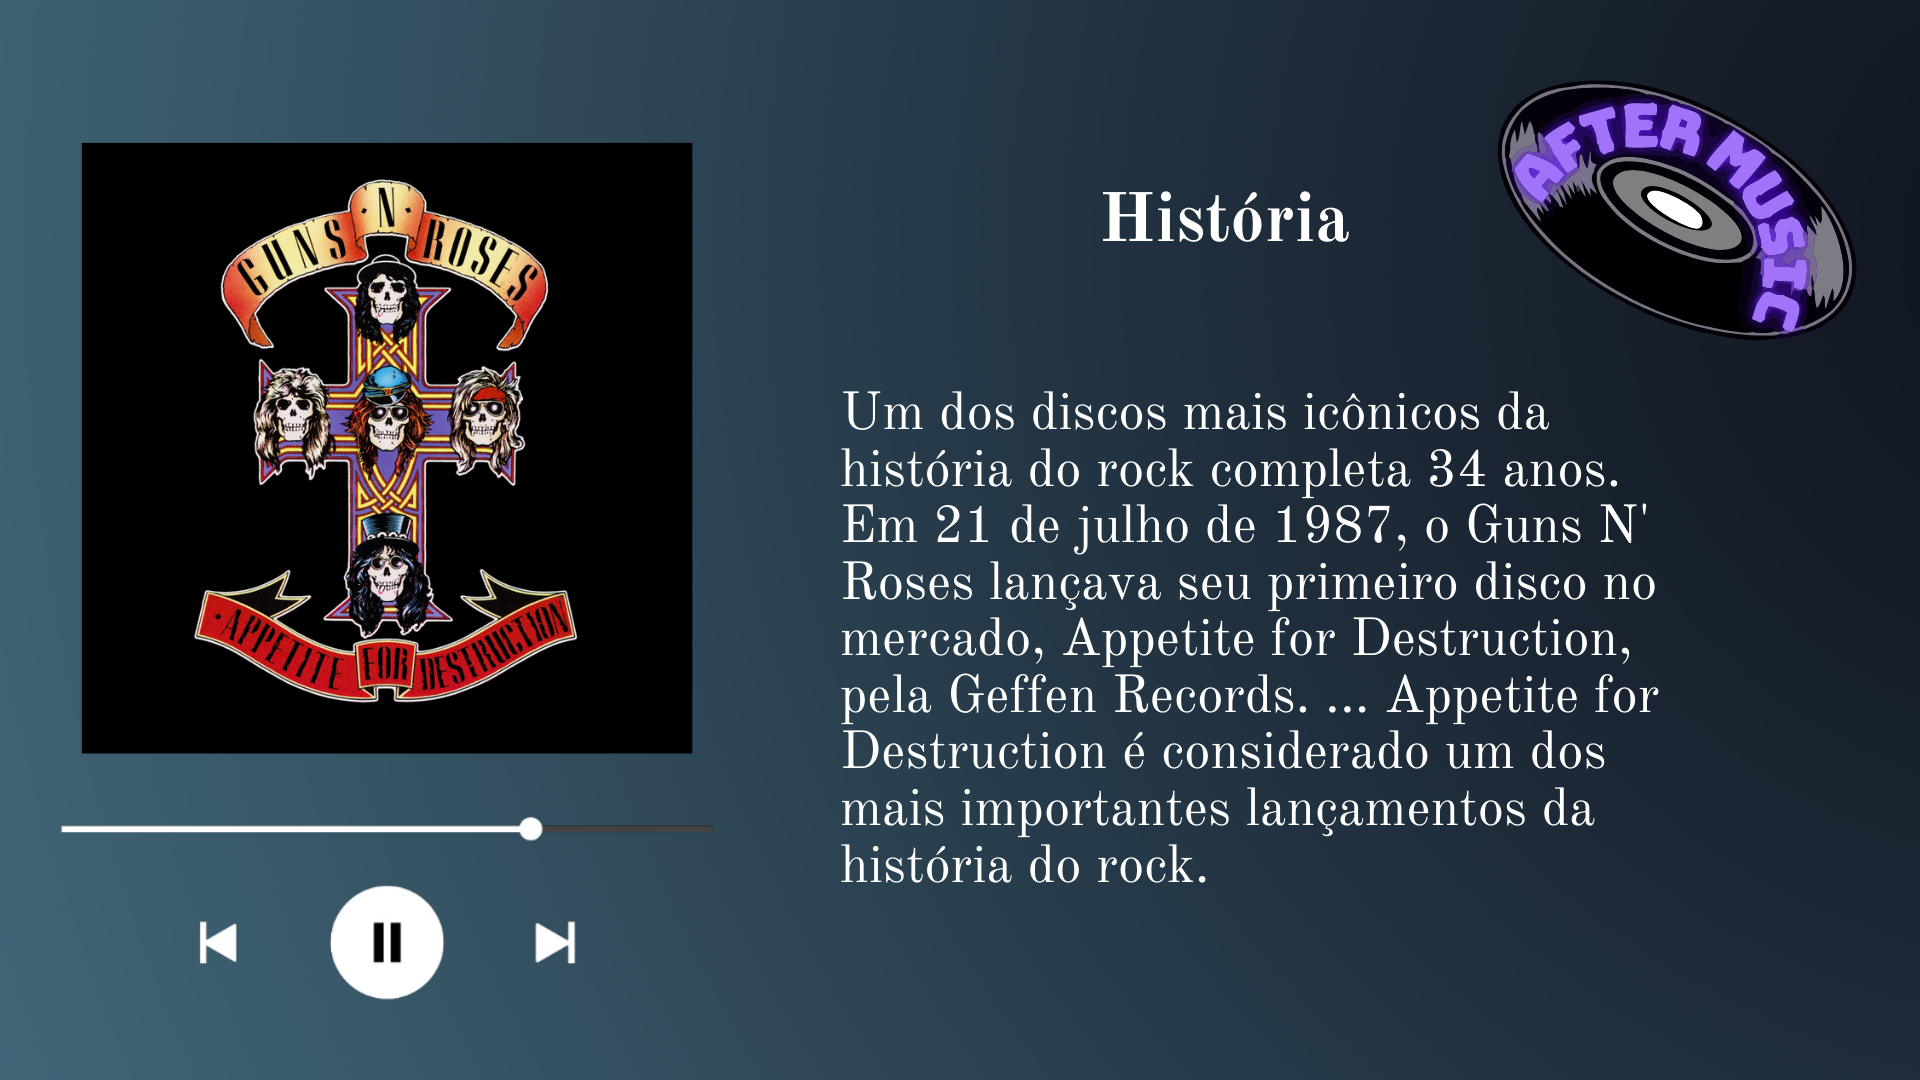 GUNS N ROSES
APPETITE FOR DESTRUCTION
História
AFTER MUSIC
Um dos discos mais icônicos da
história do rock completa 34 anos.
Em 21 de julho de 1987, o Guns N'
Roses lançava seu primeiro disco no
mercado, Appetite for Destruction,
pela Geffen Records. ... Appetite for
Destruction é considerado um dos
mais importantes lançamentos da
história do rock.